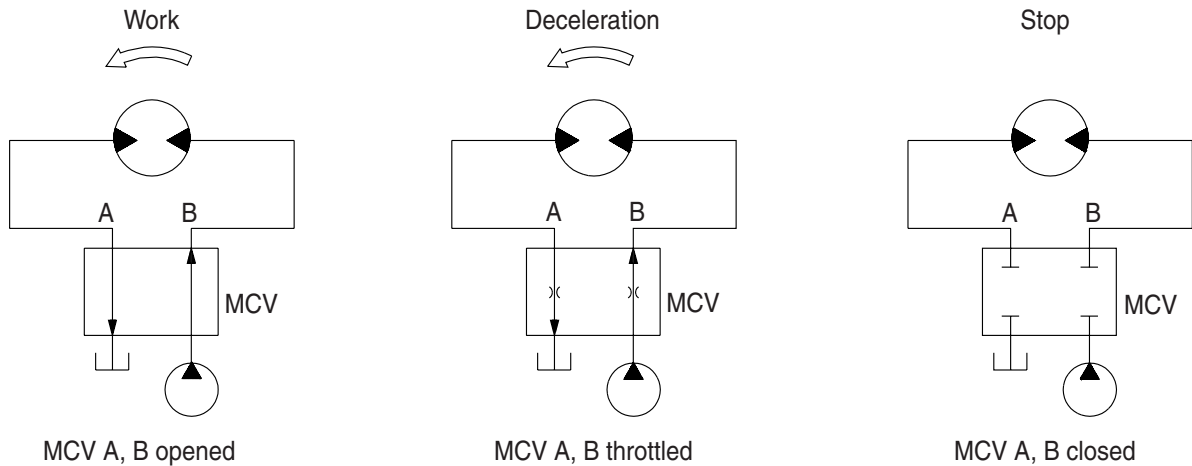 Work
Deceleration
Stop
A B
MCV
A B
MCV
A B
MCV
MCV A, B opened
MCV A, B throttled
MCV A, B closed